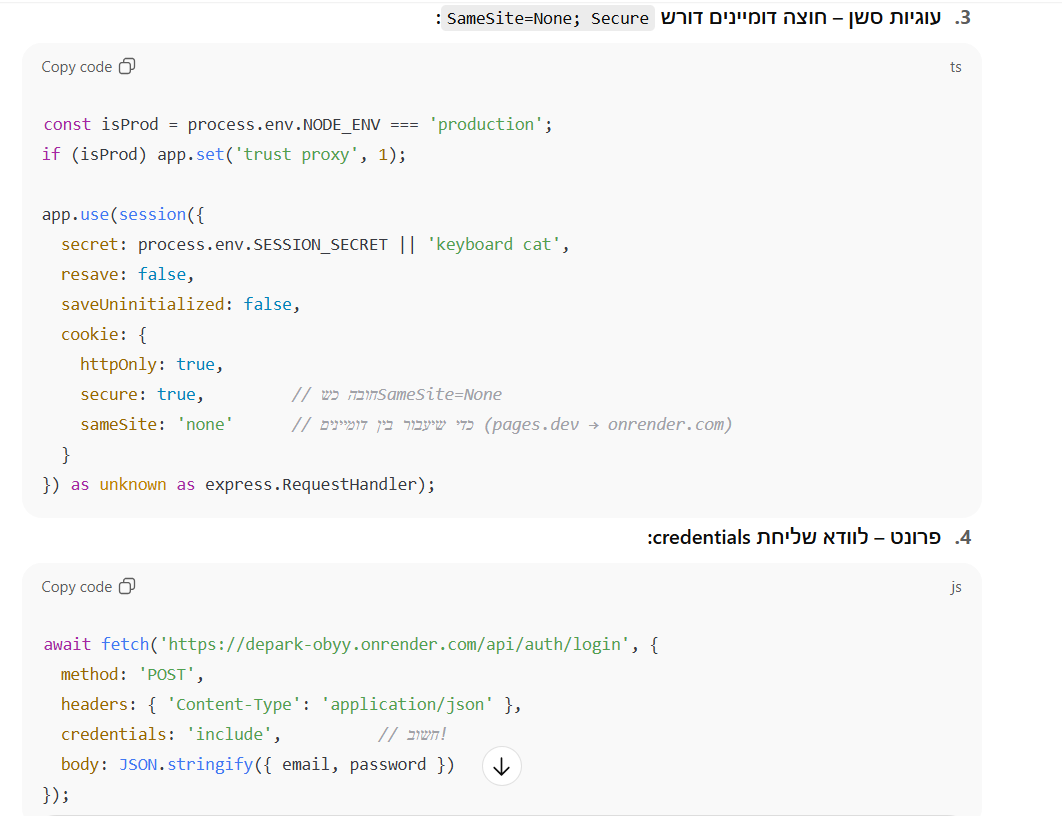 3. עוגיות סשן – חוצה דומיינים דורש SameSite=None; Secure:
Copy code
ts
const isProd = process.env.NODE_ENV === 'production';
if (isProd) app.set('trust proxy', 1);
app.use(session({
secret: process.env.SESSION_SECRET || 'keyboard cat',
resave: false,
saveUninitialized: false,
cookie: {
httpOnly: true,
secure: true, // חובה כשSameSite=None
sameSite: 'none' // כדי שיעבור בין דומיינים (pages.dev → onrender.com)
}
}) as unknown as express.RequestHandler);
4. פרונט – לוודא שליחת credentials:
Copy code
js
await fetch('https://depark-obyy.onrender.com/api/auth/login', {
method: 'POST',
headers: { 'Content-Type': 'application/json' },
credentials: 'include', // חשוב!
body: JSON.stringify({ email, password })
});